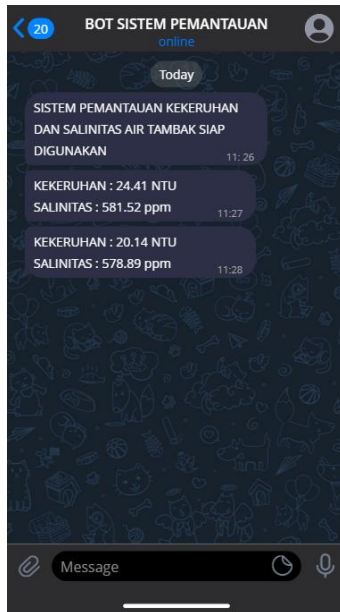 20
BOT SISTEM PEMANTAUAN
online
Today
SISTEM PEMANTAUAN KEKERUHAN
DAN SALINITAS AIR TAMBAK SIAP
DIGUNAKAN
11: 26
KEKERUHAN : 24.41 NTU
SALINITAS : 581.52 ppm
11:27
KEKERUHAN : 20.14 NTU
SALINITAS : 578.89 ppm
11:28
Message